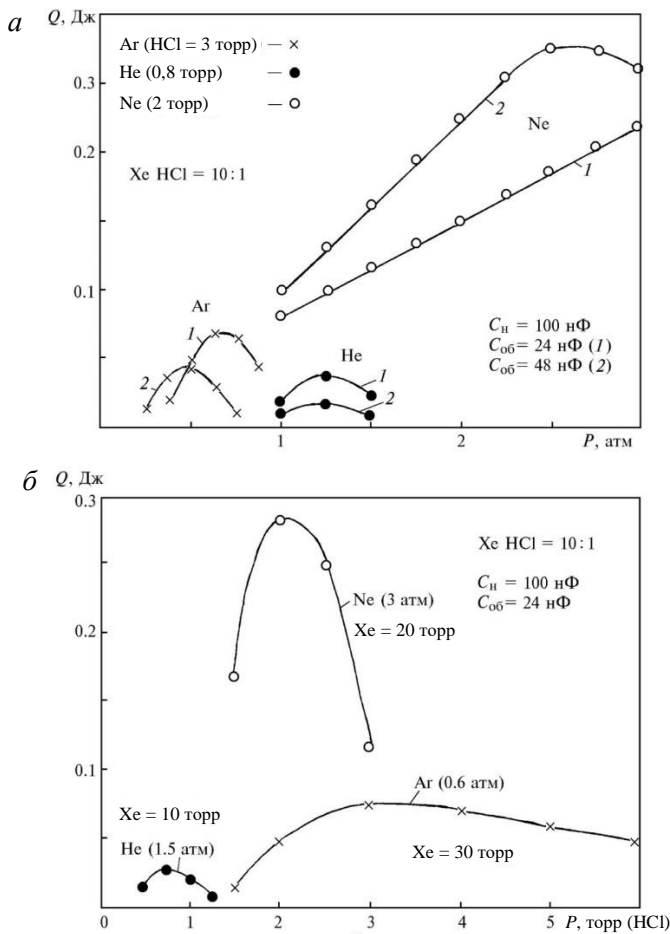 а
Q, Дж
Ar (HCl = 3 торр) — ×
He (0,8 торр) — ●
Ne (2 торр) — ○
0.3
2
Ne
0.2
1
Xe HCl = 10 : 1
0.1
Ar
1
2
He
1
2
Cн = 100 нФ
Cоб = 24 нФ (1)
Cоб = 48 нФ (2)
1
2
P, атм
б
Q, Дж
0.3
Xe HCl = 10 : 1
Cн = 100 нФ
Cоб = 24 нФ
Ne (3 атм)
Xe = 20 торр
0.2
0.1
Ar (0.6 атм)
Xe = 10 торр
He (1.5 атм)
Xe = 30 торр
0
1
2
3
4
5
P, торр (HCl)